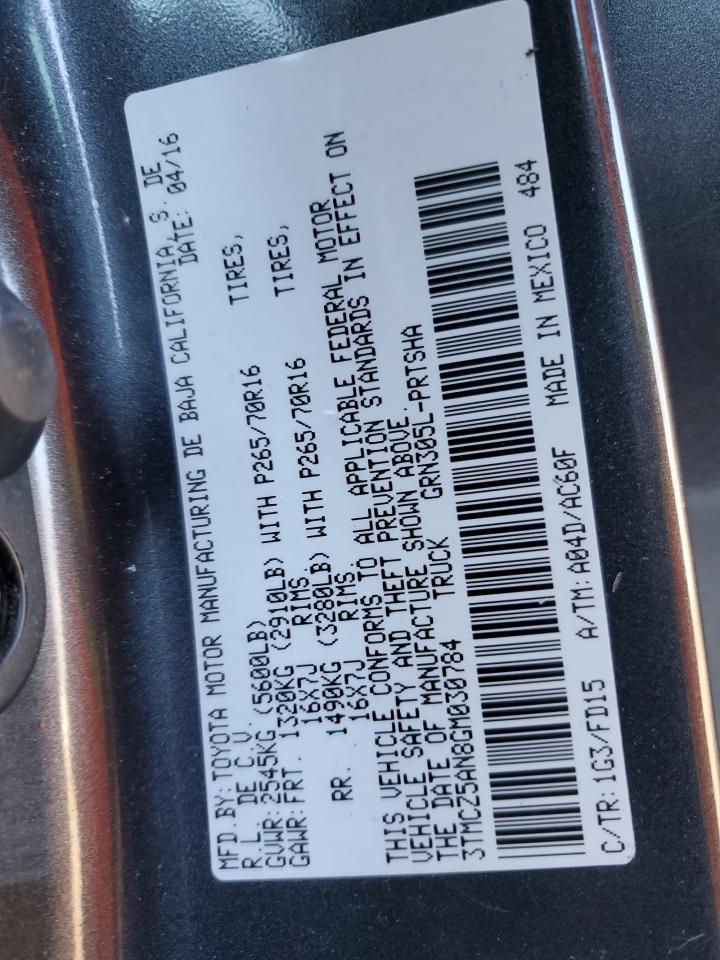 MFD.BY: TOYOTA MOTOR MANUFACTURING DE BAJA CALIFORNIA, S. DE
R.L. DE C.V. DATE: 04/16
GVWR: 2545KG (5600LB)
GAWR: FRT. 1320KG (2910LB) WITH P265/70R16 TIRES,
16X7J RIMS.
RR. 1490KG (3280LB) WITH P265/70R16 TIRES,
16X7J RIMS.
THIS VEHICLE CONFORMS TO ALL APPLICABLE FEDERAL MOTOR
VEHICLE SAFETY AND THEFT PREVENTION STANDARDS IN EFFECT ON
THE DATE OF MANUFACTURE SHOWN ABOVE.
3TMCZ5AN8GM030784 TRUCK GRN305L-PRTSHA
C/TR: 1G3/FD15 A/TM: A04D/AC60F MADE IN MEXICO 484